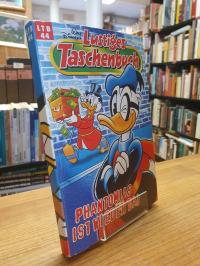 LTB
44
Walt
Disney
Lustiges
Taschenbuch
PHANTOMIAS
IST WIEDER DA!